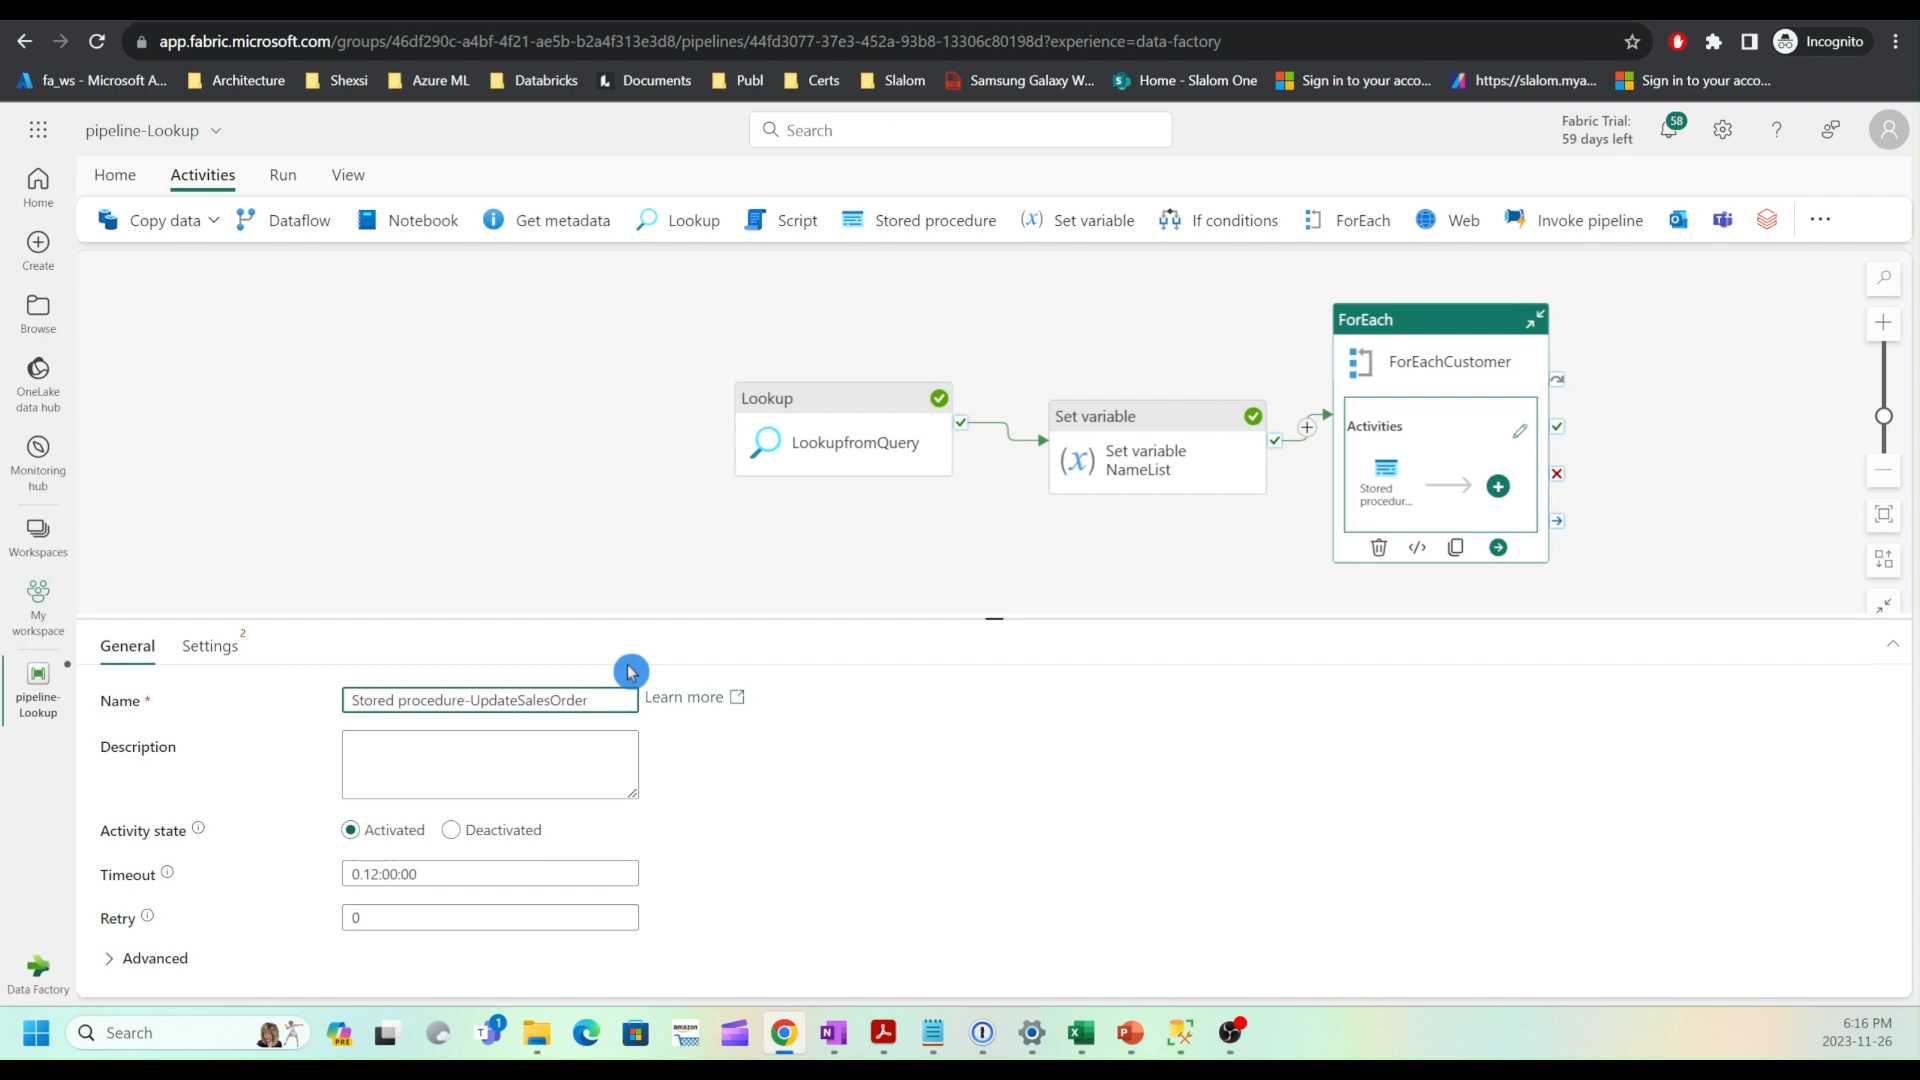 app.fabric.microsoft.com/groups/46df290c-a4bf-4f21-ae5b-b2a4f313e3d8/pipelines/44fd3077-37e3-452a-93b8-13306c80198d?experience=data-factory
Incognito
fa_ws - Microsoft A...
Architecture
Shexsi
Azure ML
Databricks
Documents
Publ
Certs
Slalom
Samsung Galaxy W...
Home - Slalom One
Sign in to your acco...
https://slalom.mya...
Sign in to your acco...
pipeline-Lookup
Search
Fabric Trial:
59 days left
58
Home
Activities
Run
View
Copy data
Dataflow
Notebook
Get metadata
Lookup
Script
Stored procedure
(x) Set variable
If conditions
ForEach
Web
Invoke pipeline
Home
Create
Browse
OneLake
data hub
Monitoring
hub
Workspaces
My
workspace
pipeline-
Lookup
Data Factory
Lookup
LookupfromQuery
Set variable
(x) Set variable
NameList
ForEach
ForEachCustomer
Activities
Stored
procedur...
General
Settings
2
Name *
Stored procedure-UpdateSalesOrder
Learn more
Description
Activity state
Activated
Deactivated
Timeout
0.12:00:00
Retry
0
Advanced
Search
PRE
1
amazon
6:16 PM
2023-11-26